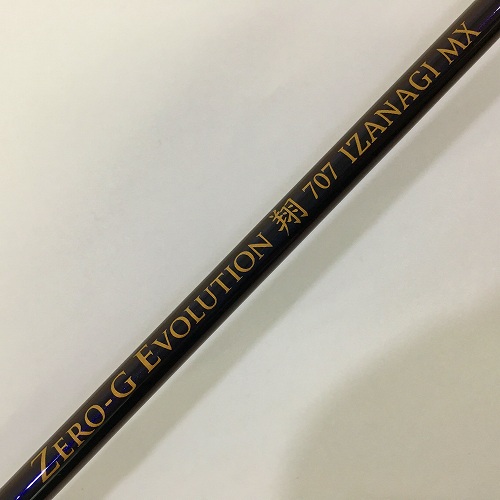 ZERO-G EVOLUTION 翔 707 IZANAGI MX